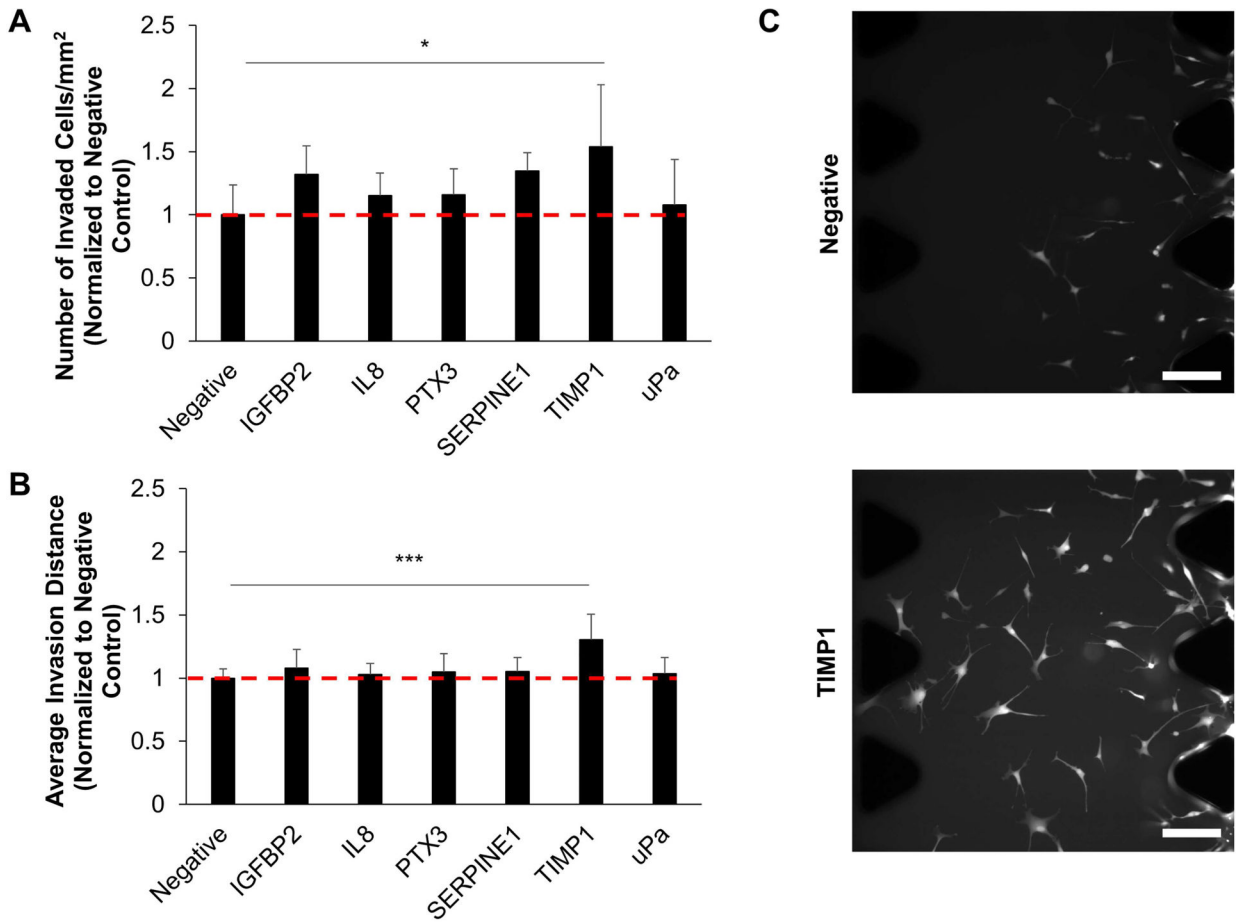 A
Number of Invaded Cells/mm²
(Normalized to Negative
Control)
2.5
2
1.5
1
0.5
0
*
Negative
IGFBP2
IL8
PTX3
SERPINE1
TIMP1
uPa
B
Average Invasion Distance
(Normalized to Negative
Control)
2.5
2
1.5
1
0.5
0
***
Negative
IGFBP2
IL8
PTX3
SERPINE1
TIMP1
uPa
C
Negative
TIMP1